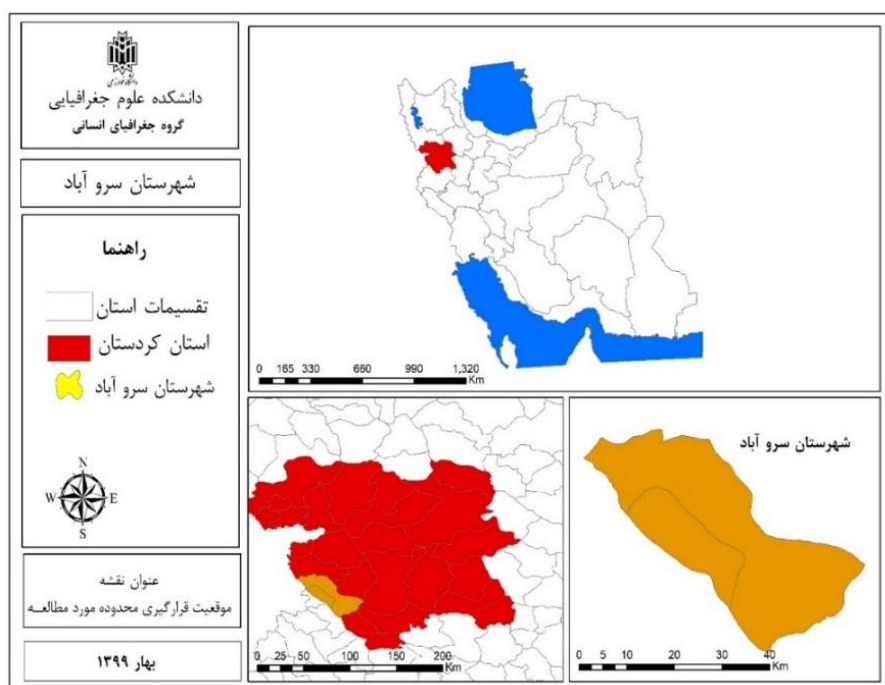 دانشگاه خوارزمی
دانشکده علوم جغرافیایی
گروه جغرافیای انسانی
شهرستان سرو آباد
راهنما
تقسیمات استان
استان کردستان
شهرستان سرو آباد
N
W E
S
عنوان نقشه
موقعیت قرارگیری محدوده مورد مطالعـه
بهار ۱۳۹۹
0 165 330 660 990 1,320
Km
0 25 50 100 150 200
Km
شهرستان سرو آباد
0 5 10 20 30 40
Km